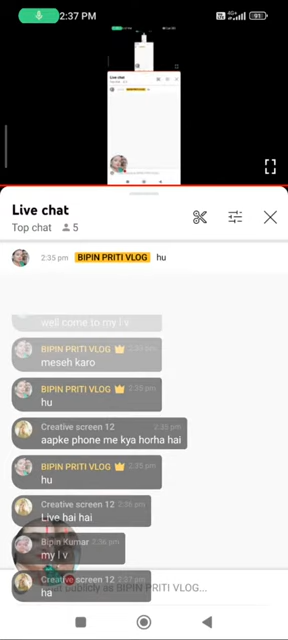 2:37 PM
4G+
91
Live chat
Top chat 5
2:35 pm BIPIN PRITI VLOG hu
well come to my l v
BIPIN PRITI VLOG 2:35 pm
meseh karo
BIPIN PRITI VLOG 2:35 pm
hu
Creative screen 12 2:35 pm
aapke phone me kya horha hai
BIPIN PRITI VLOG 2:35 pm
hu
Creative screen 12 2:35 pm
Live hai hai
Bipin Kumar 2:36 pm
my l v
Creative screen 12 2:37 pm
ha
publicly as BIPIN PRITI VLOG...